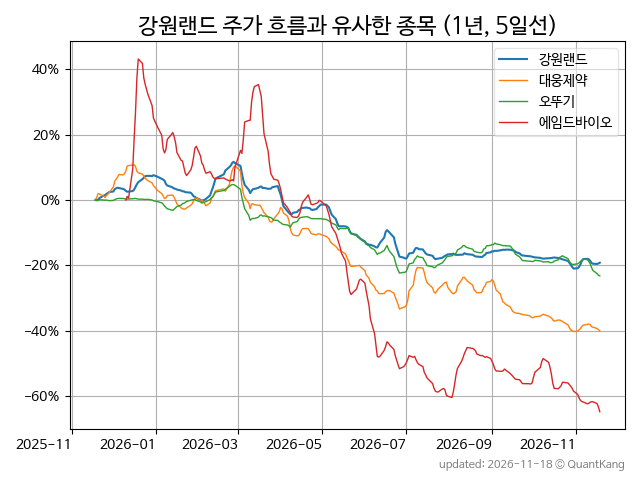 강원랜드 주가 흐름과 유사한 종목 (1년, 5일선)
강원랜드
대웅제약
오뚜기
에임드바이오
40%
20%
0%
−20%
−40%
−60%
2025-11
2026-01
2026-03
2026-05
2026-07
2026-09
2026-11
updated: 2026-11-18 © QuantKang